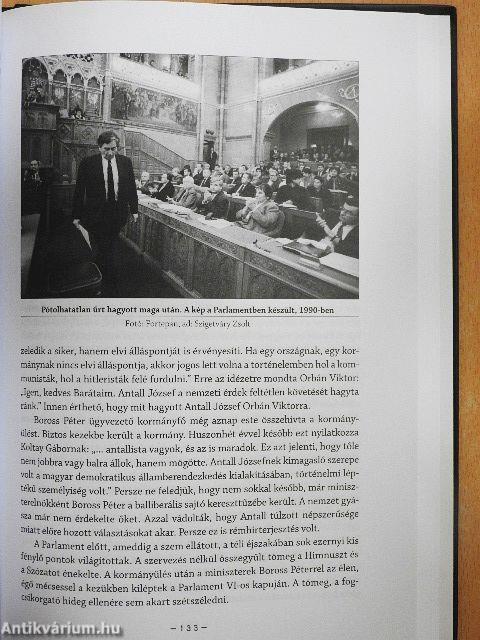 Pótolhatatlan űrt hagyott maga után. A kép a Parlamentben készült, 1990-ben
Fotó: Fortepan, ad: Szigetváry Zsolt
zeledik a siker, hanem elvi álláspontját is érvényesíti. Ha egy országnak, egy kor-
mánynak nincs elvi álláspontja, akkor jogos lett volna a történelemben hol a kom-
munisták, hol a hitleristák felé fordulni." Erre az idézetre mondta Orbán Viktor:
„Igen, kedves Barátaim. Antall József a nemzeti érdek feltétlen követését hagyta
ránk." Innen érthető, hogy mit hagyott Antall József Orbán Viktorra.
Boross Péter ügyvezető kormányfő még aznap este összehívta a kormány-
ülést. Biztos kezekbe került a kormány. Huszonhét évvel később ezt nyilatkozza
Koltay Gábornak: „... antallista vagyok, és az is maradok. Ez azt jelenti, hogy tőle
nem jobbra vagy balra állok, hanem mögötte. Antall Józsefnek kimagasló szerepe
volt a magyar demokratikus államberendezkedés kialakításában, történelmi lép-
tékű személyiség volt." Persze ne feledjük, hogy nem sokkal később, már minisz-
terelnökként Boross Péter a balliberális sajtó kereszttüzébe került. A nemzet gyá-
sza már nem érdekelte őket. Azzal vádolták, hogy Antall túlzott népszerűsége
miatt előre hozott választásokat akar. Persze ez is rémhírterjesztés volt.
A Parlament előtt, ameddig a szem ellátott, a téli éjszakában sok ezernyi kis
fénylő pontok világítottak. A szervezés nélkül összegyűlt tömeg a Himnuszt és
a Szózatot énekelte. A kormányülés után a miniszterek Boross Péterrel az élen,
égő mécsessel a kezükben kiléptek a Parlament VI-os kapuján. A tömeg, a fog-
csikorgató hideg ellenére sem akart szétszéledni.
– 133 –
Antikvárium.hu